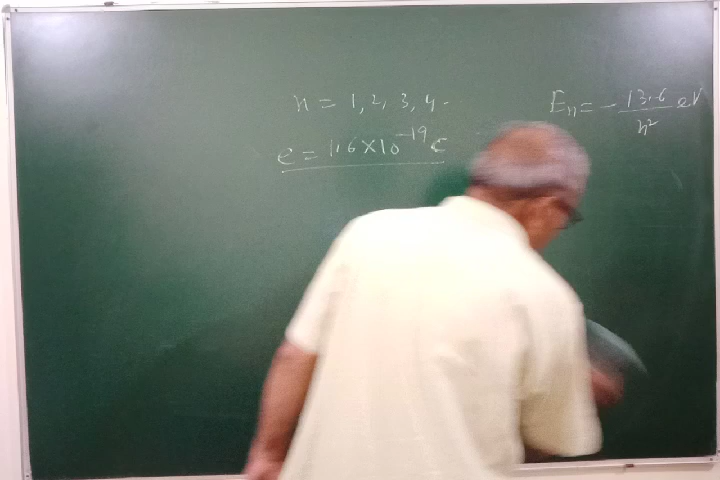 n = 1, 2, 3, 4.
e = 1.6×10⁻¹⁹ C
Eₙ = - 13.6/n² eV